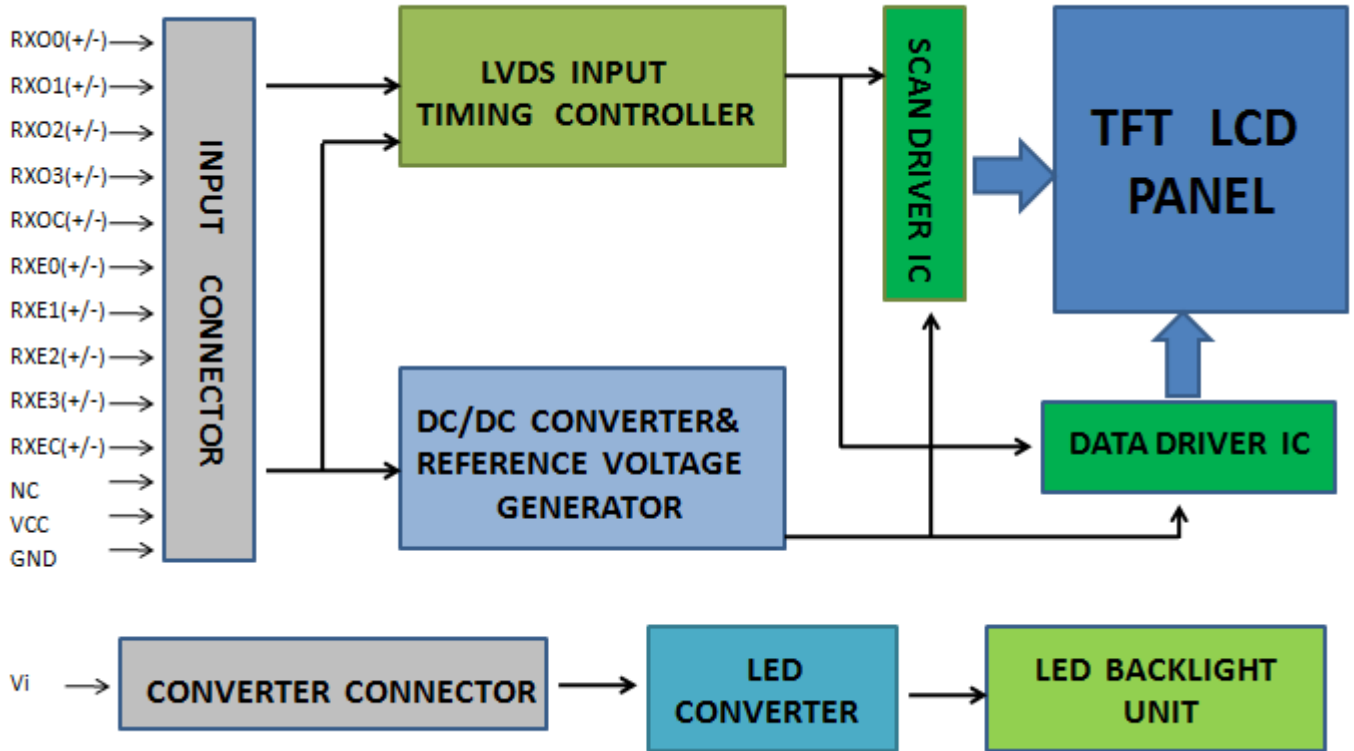 RXO0(+/-)
RXO1(+/-)
RXO2(+/-)
RXO3(+/-)
RXOC(+/-)
RXE0(+/-)
RXE1(+/-)
RXE2(+/-)
RXE3(+/-)
RXEC(+/-)
NC
VCC
GND
INPUT CONNECTOR
LVDS INPUT
TIMING CONTROLLER
DC/DC CONVERTER&
REFERENCE VOLTAGE
GENERATOR
SCAN DRIVER IC
TFT LCD
PANEL
DATA DRIVER IC
Vi
CONVERTER CONNECTOR
LED
CONVERTER
LED BACKLIGHT
UNIT